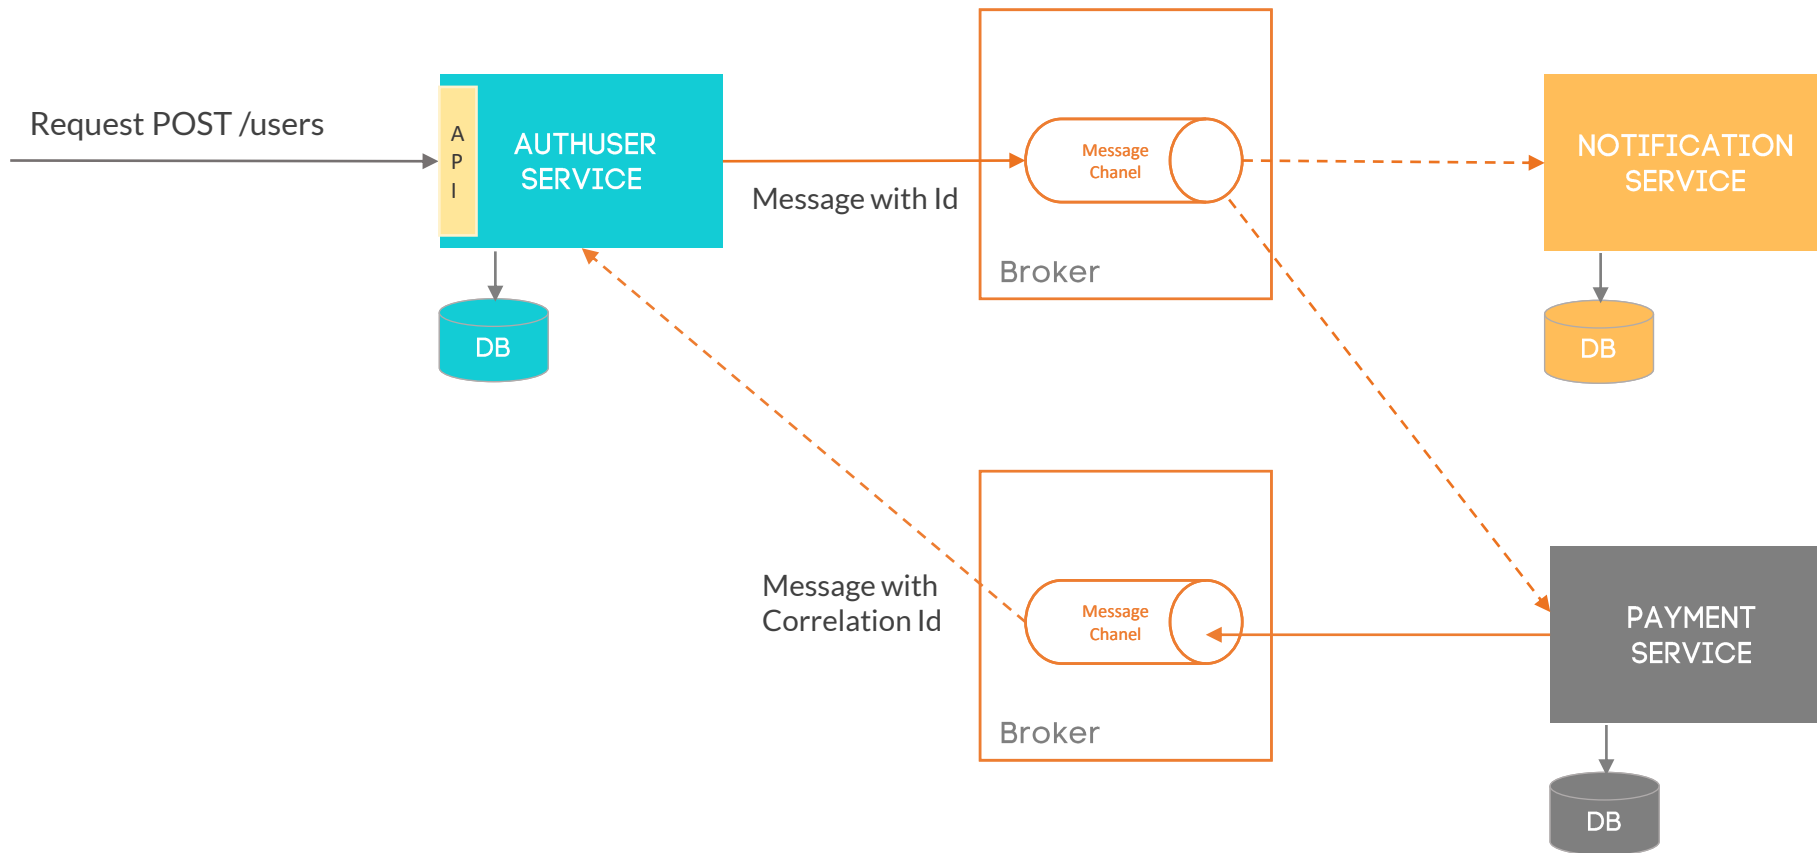 Request POST /users
A
P
I
AUTHUSER
SERVICE
DB
Message with Id
Message
Chanel
Broker
NOTIFICATION
SERVICE
DB
Message with
Correlation Id
Message
Chanel
Broker
PAYMENT
SERVICE
DB